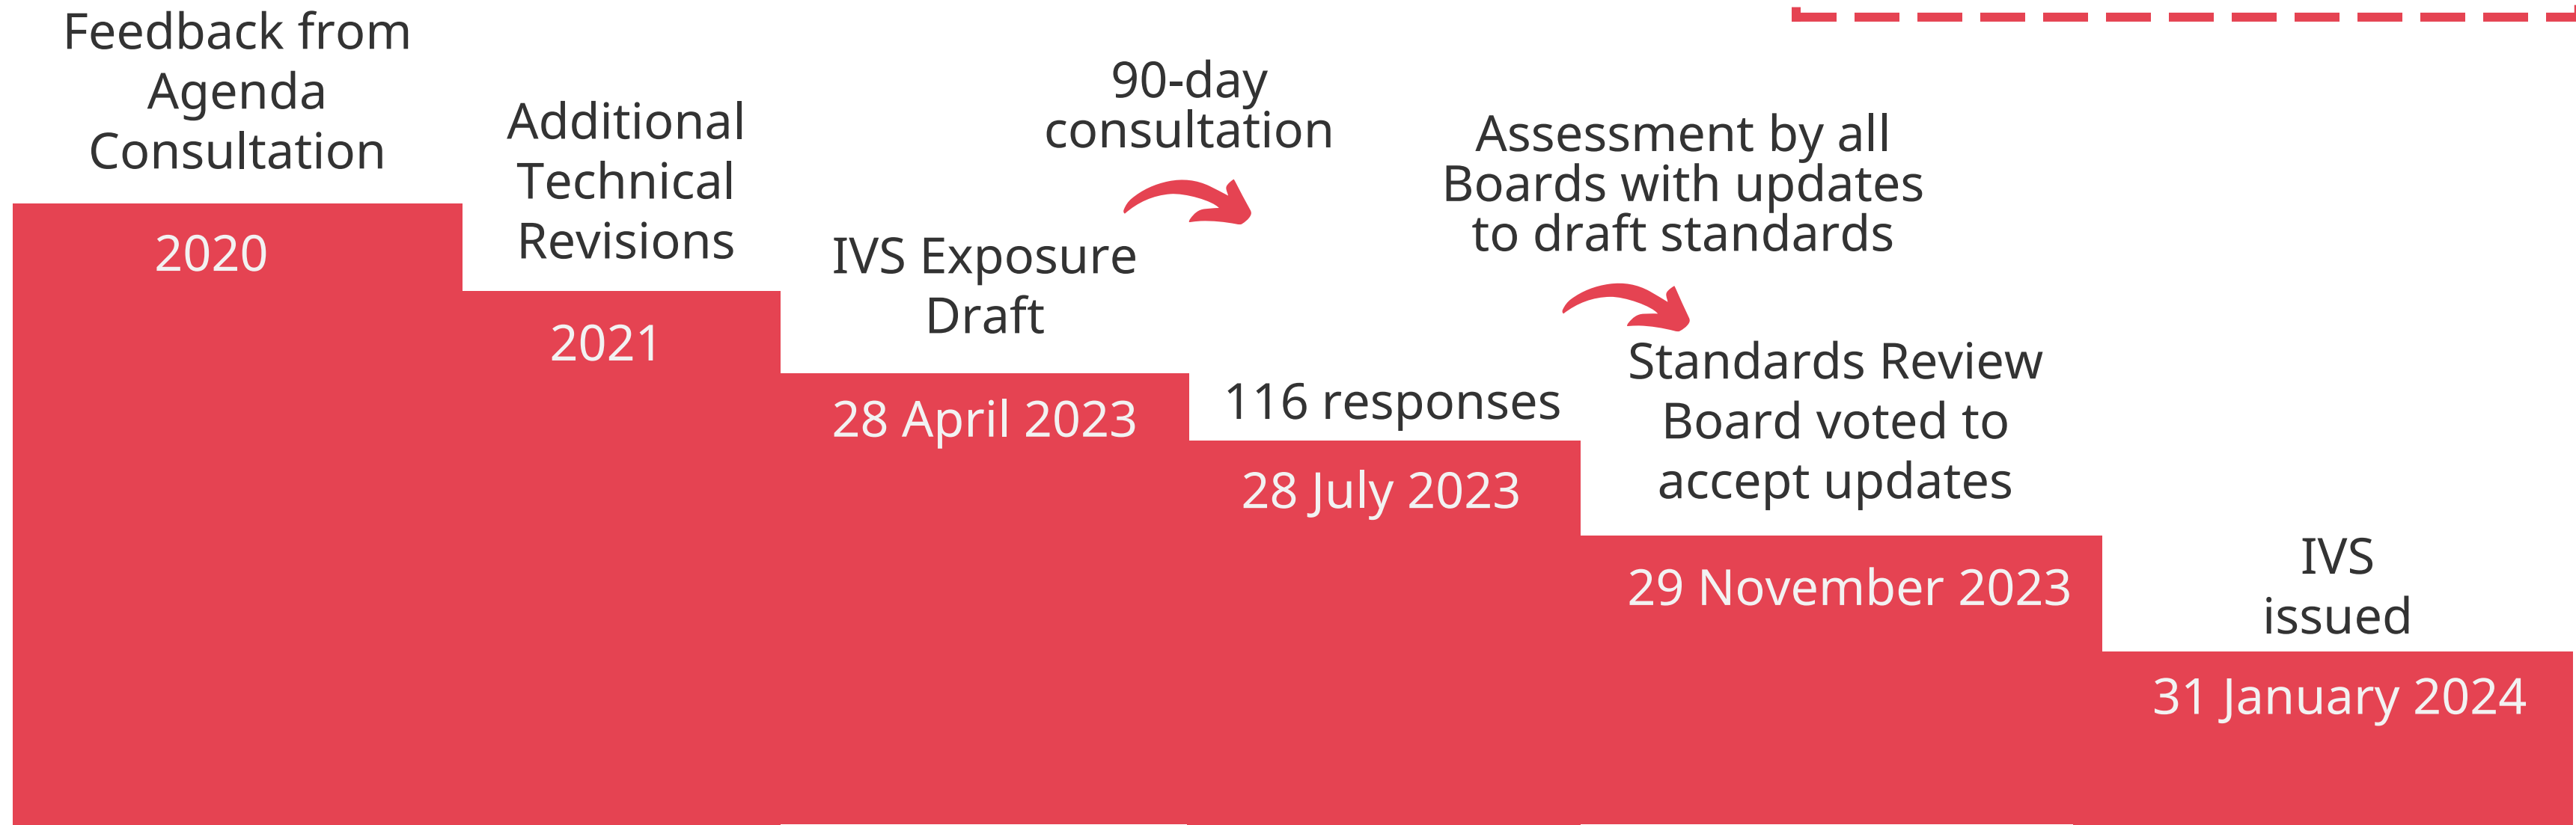 Feedback from
Agenda
Consultation
2020
Additional
Technical
Revisions
2021
IVS Exposure
Draft
28 April 2023
90-day
consultation
116 responses
28 July 2023
Assessment by all
Boards with updates
to draft standards
Standards Review
Board voted to
accept updates
29 November 2023
IVS
issued
31 January 2024